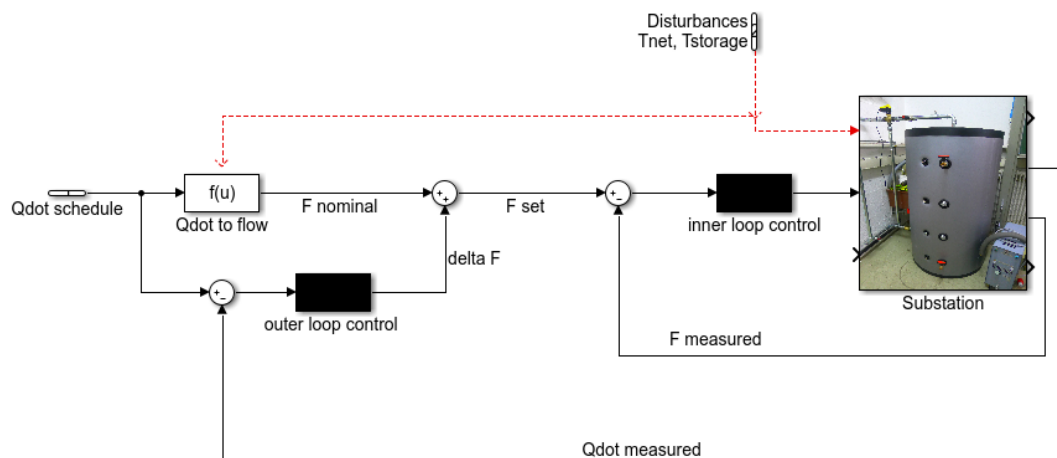 Disturbances
Tnet, Tstorage
Qdot schedule
f(u)
Qdot to flow
F nominal
F set
inner loop control
delta F
outer loop control
Substation
F measured
Qdot measured